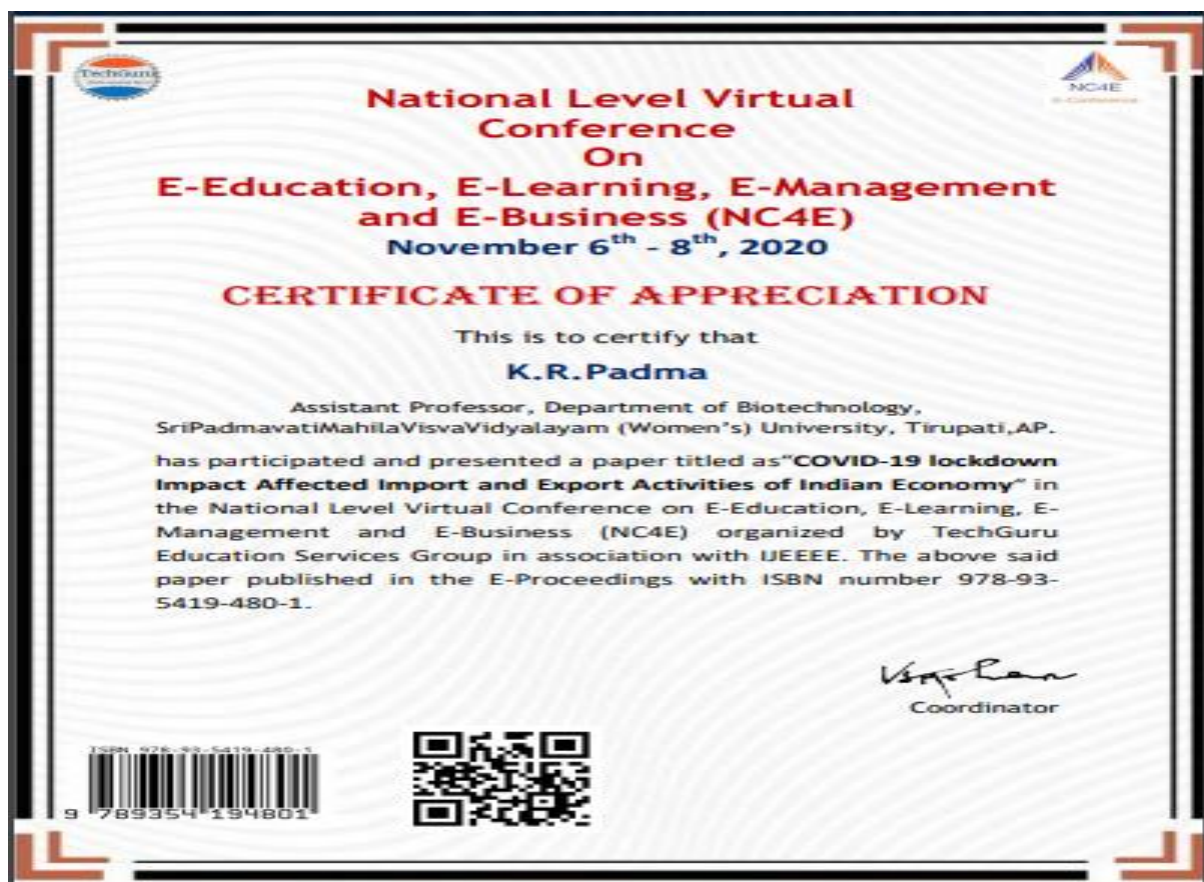 TechGuru
NC4E
E-Conference
National Level Virtual
Conference
On
E-Education, E-Learning, E-Management
and E-Business (NC4E)
November 6th - 8th, 2020
CERTIFICATE OF APPRECIATION
This is to certify that
K.R.Padma
Assistant Professor, Department of Biotechnology,
SriPadmavatiMahilaVisvaVidyalayam (Women's) University, Tirupati,AP.
has participated and presented a paper titled as"COVID-19 lockdown
Impact Affected Import and Export Activities of Indian Economy" in
the National Level Virtual Conference on E-Education, E-Learning, E-
Management and E-Business (NC4E) organized by TechGuru
Education Services Group in association with IJEEEE. The above said
paper published in the E-Proceedings with ISBN number 978-93-
5419-480-1.
Coordinator
ISBN 978-93-5419-480-1
9 789354 194801